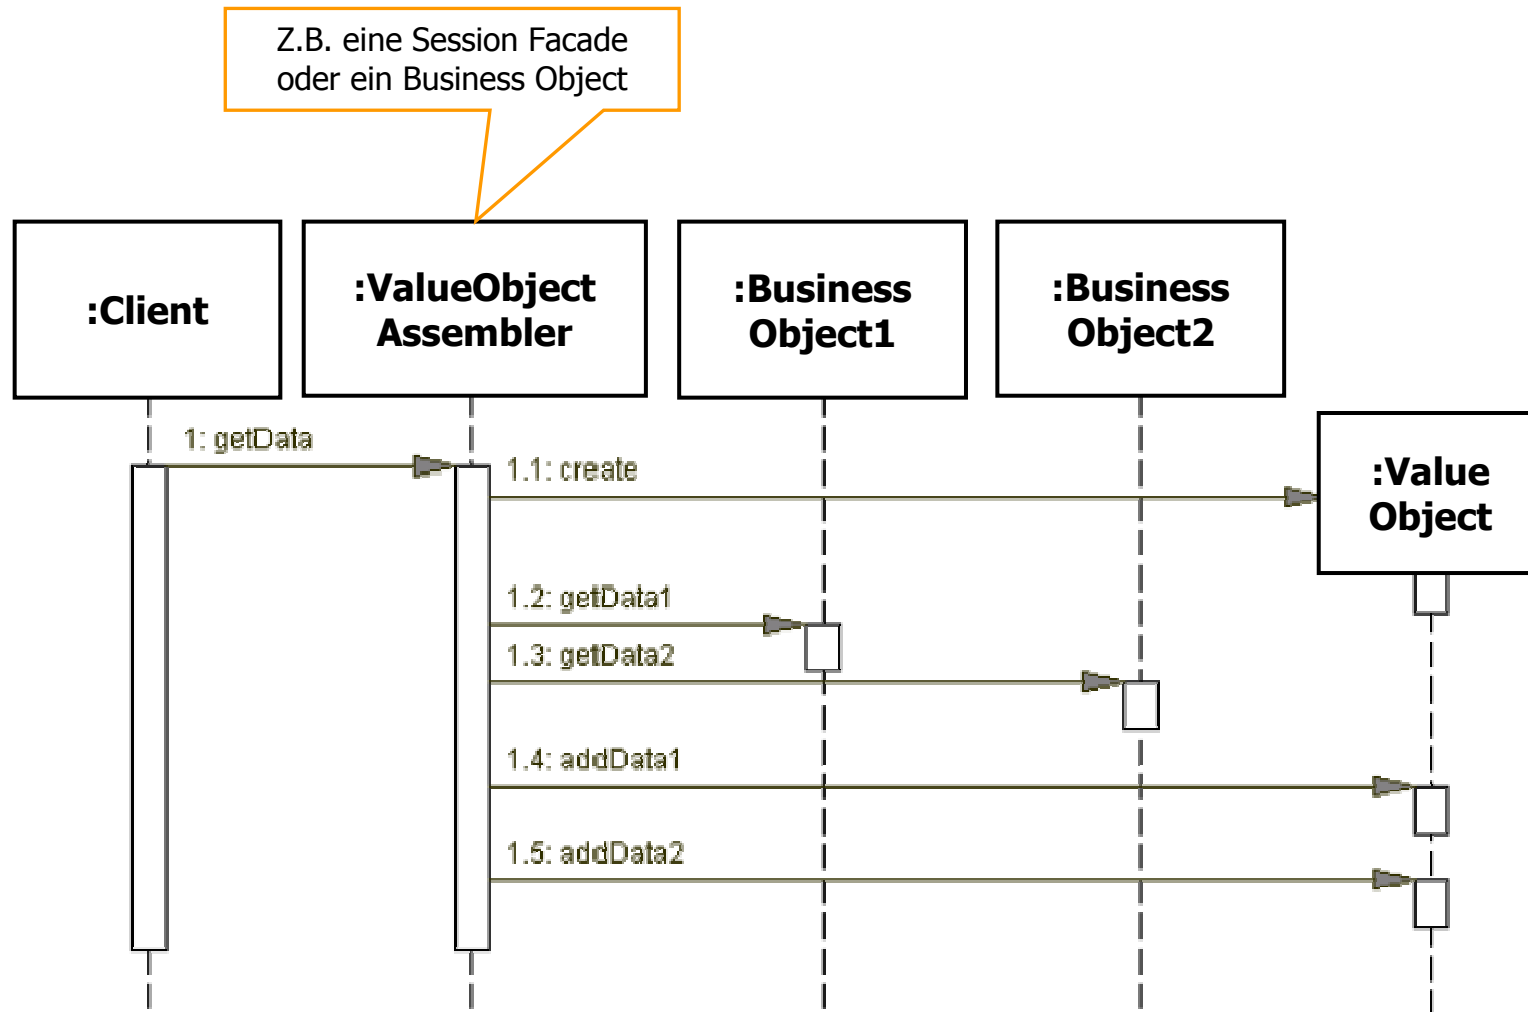 Z.B. eine Session Facade
oder ein Business Object
:Client
:ValueObject
Assembler
:Business
Object1
:Business
Object2
:Value
Object
1: getData
1.1: create
1.2: getData1
1.3: getData2
1.4: addData1
1.5: addData2